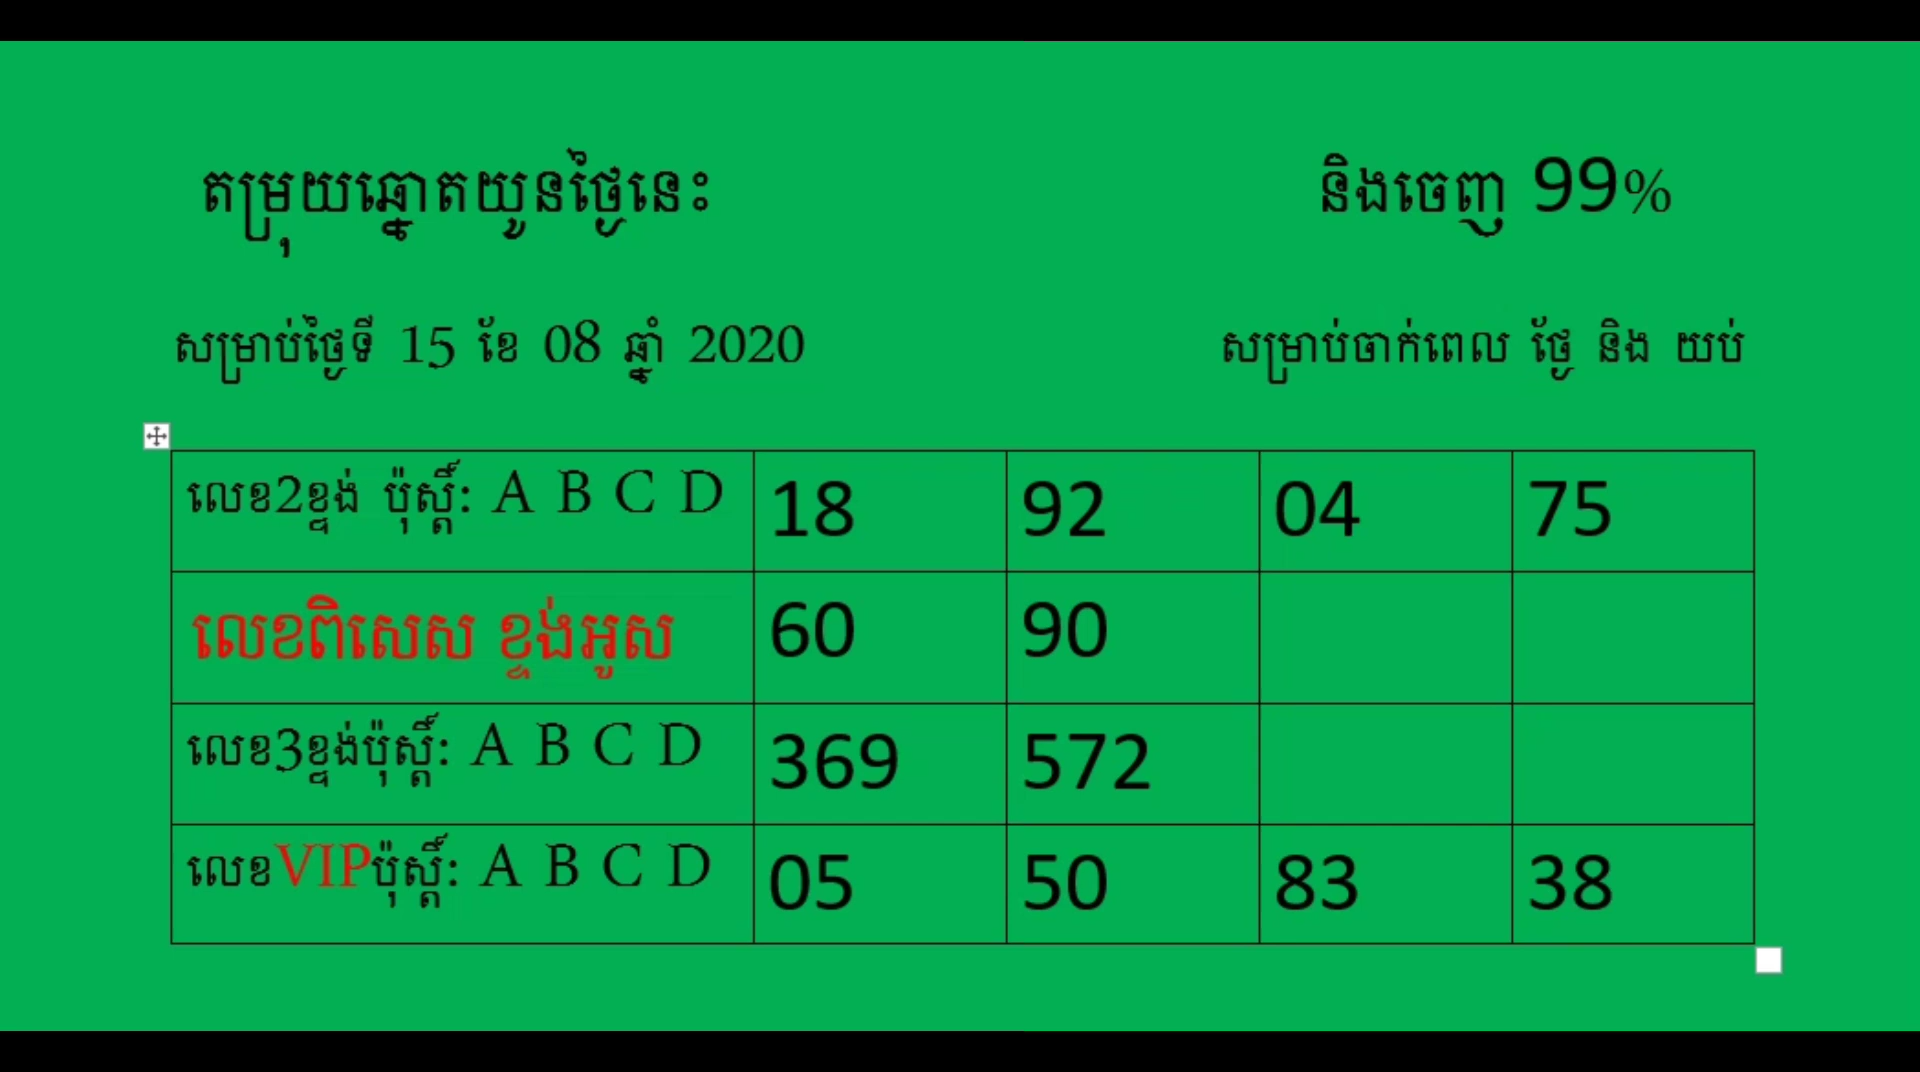 តម្រុយឆ្នោតយួនថ្ងៃនេះ និងចេញ 99%
សម្រាប់ថ្ងៃទី 15 ខែ 08 ឆ្នាំ 2020 សម្រាប់ចាក់ពេល ថ្ងែ និង យប់
លេខ2ខ្ទង់ ប៉ុស្តិ៍: A B C D 18 92 04 75
លេខពិសេស ខ្ទង់អូស 60 90
លេខ3ខ្ទង់ប៉ុស្តិ៍: A B C D 369 572
លេខVIPប៉ុស្តិ៍: A B C D 05 50 83 38